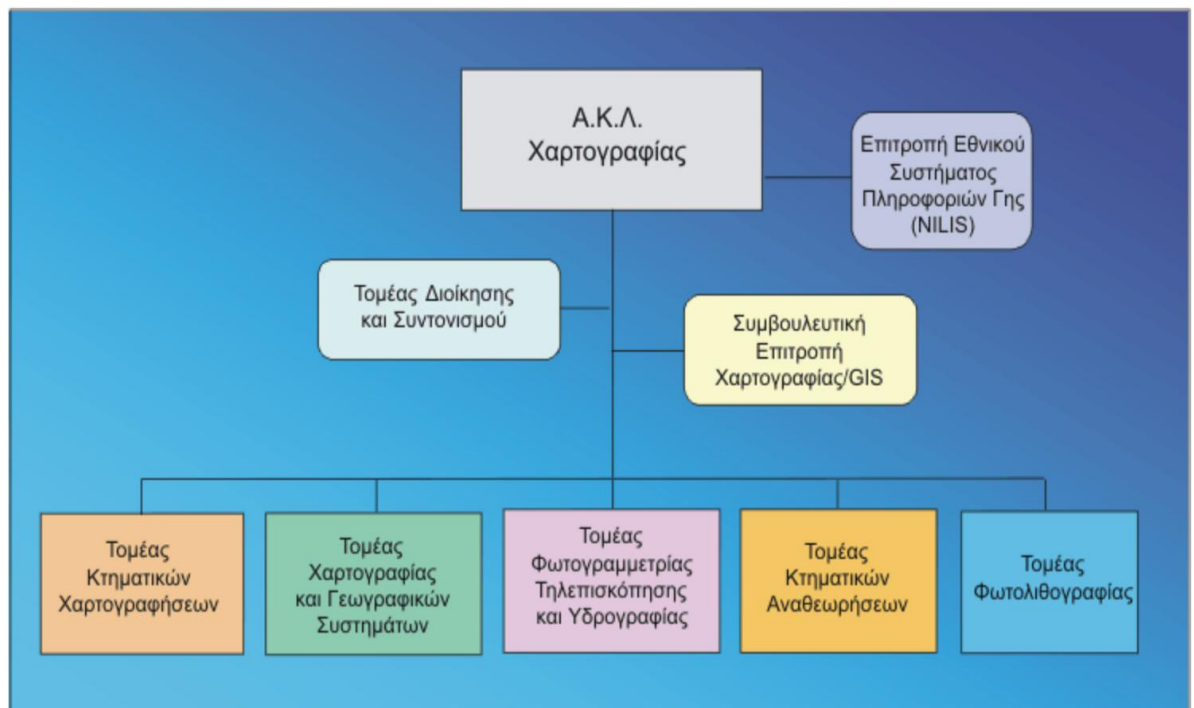 Α.Κ.Λ.
Χαρτογραφίας
Επιτροπή Εθνικού
Συστήματος
Πληροφοριών Γης
(NILIS)
Τομέας Διοίκησης
και Συντονισμού
Συμβουλευτική
Επιτροπή
Χαρτογραφίας/GIS
Τομέας
Κτηματικών
Χαρτογραφήσεων
Τομέας
Χαρτογραφίας
και Γεωγραφικών
Συστημάτων
Τομέας
Φωτογραμμετρίας
Τηλεπισκόπησης
και Υδρογραφίας
Τομέας
Κτηματικών
Αναθεωρήσεων
Τομέας
Φωτολιθογραφίας